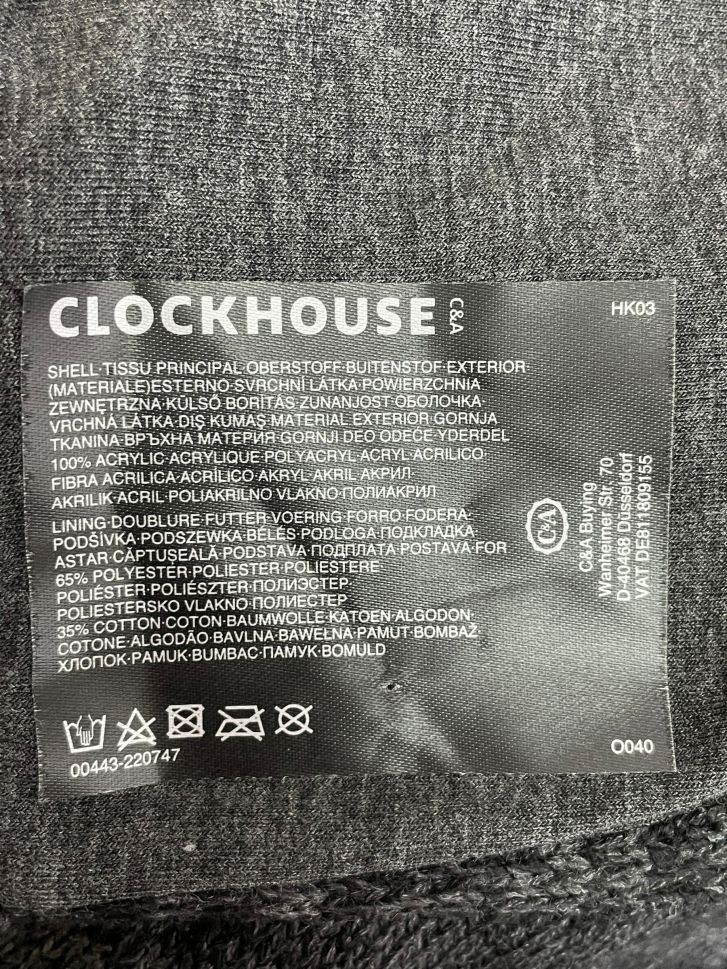 CLOCKHOUSE C&A
HK03
SHELL·TISSU PRINCIPAL·OBERSTOFF·BUITENSTOF·EXTERIOR·
(MATERIALE)ESTERNO·SVRCHNÍ LÁTKA·POWIERZCHNIA
ZEWNĘTRZNA·KÜLSŐ BORÍTÁS·ZUNANJOST·ОБОЛОЧКА·
VRCHNÁ LÁTKA·DIŞ KUMAŞ·MATERIAL EXTERIOR·GORNJA
TKANINA·ВРЪХНА МАТЕРИЯ·GORNJI DEO ODEĆE·YDERDEL
100% ACRYLIC·ACRYLIQUE·POLYACRYL·ACRYL·ACRILICO·
FIBRA ACRILICA·ACRÍLICO·AKRYL·AKRIL·АКРИЛ·
AKRILIK·ACRIL·POLIAKRILNO VLAKNO·ПОЛИАКРИЛ
LINING·DOUBLURE·FUTTER·VOERING·FORRO·FODERA·
PODŠÍVKA·PODSZEWKA·BÉLÉS·PODLOGA·ПОДКЛАДКА·
ASTAR·CĂPTUŞEALĂ·PODSTAVA·ПОДПЛАТА·POSTAVA·FOR
65% POLYESTER·POLIESTER·POLIESTERE·
POLIÉSTER·POLIÉSZTER·ПОЛИЭСТЕР·
POLIESTERSKO VLAKNO·ПОЛИЕСТЕР
35% COTTON·COTON·BAUMWOLLE·KATOEN·ALGODON·
COTONE·ALGODÃO·BAVLNA·BAWEŁNA·PAMUT·BOMBAŽ·
ХЛОПОК·PAMUK·BUMBAC·ПАМУК·BOMULD
00443-220747
C&A
C&A Buying
Wanheimer Str. 70
D-40468 Düsseldorf
VAT DE811809155
O040